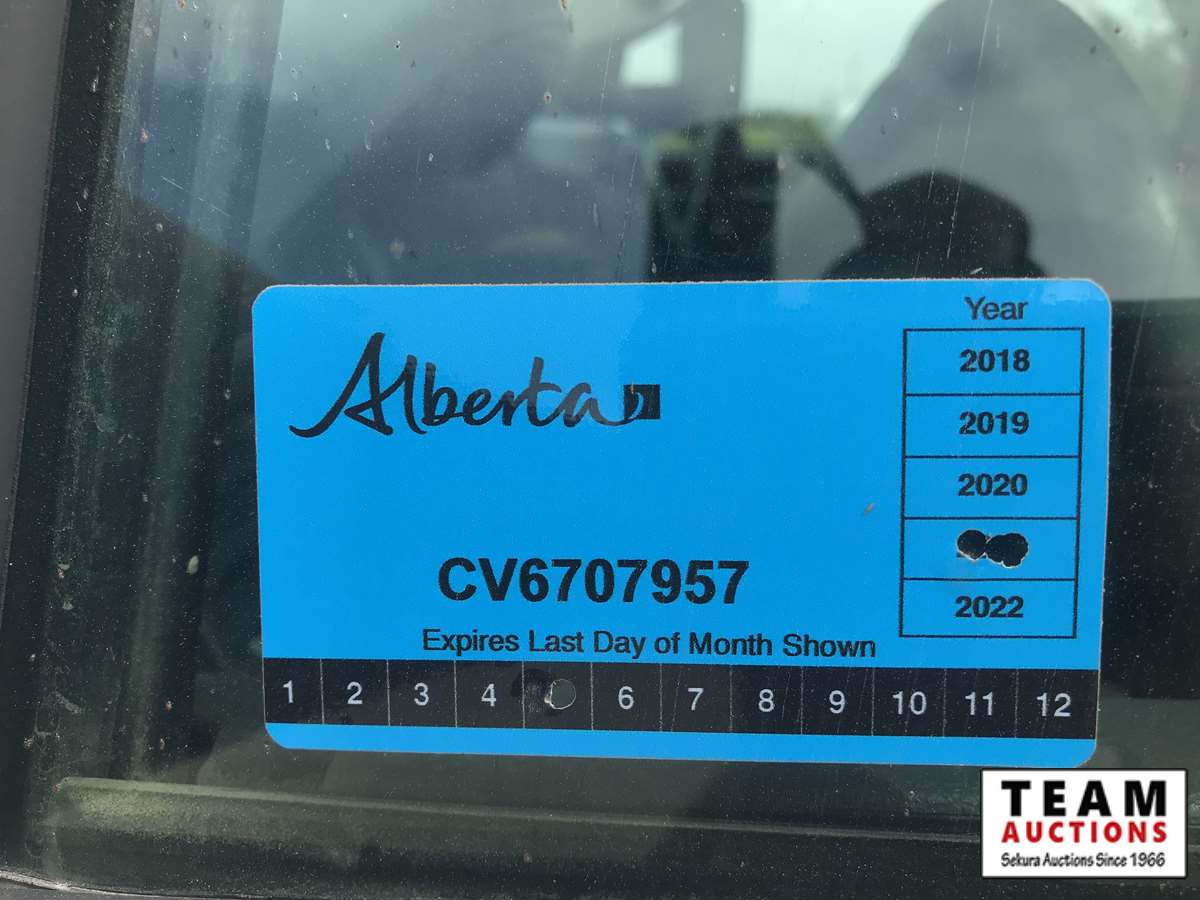 Alberta
Year
2018
2019
2020
2022
CV6707957
Expires Last Day of Month Shown
1 2 3 4 6 7 8 9 10 11 12
TEAM
AUCTIONS
Sekura Auctions Since 1966